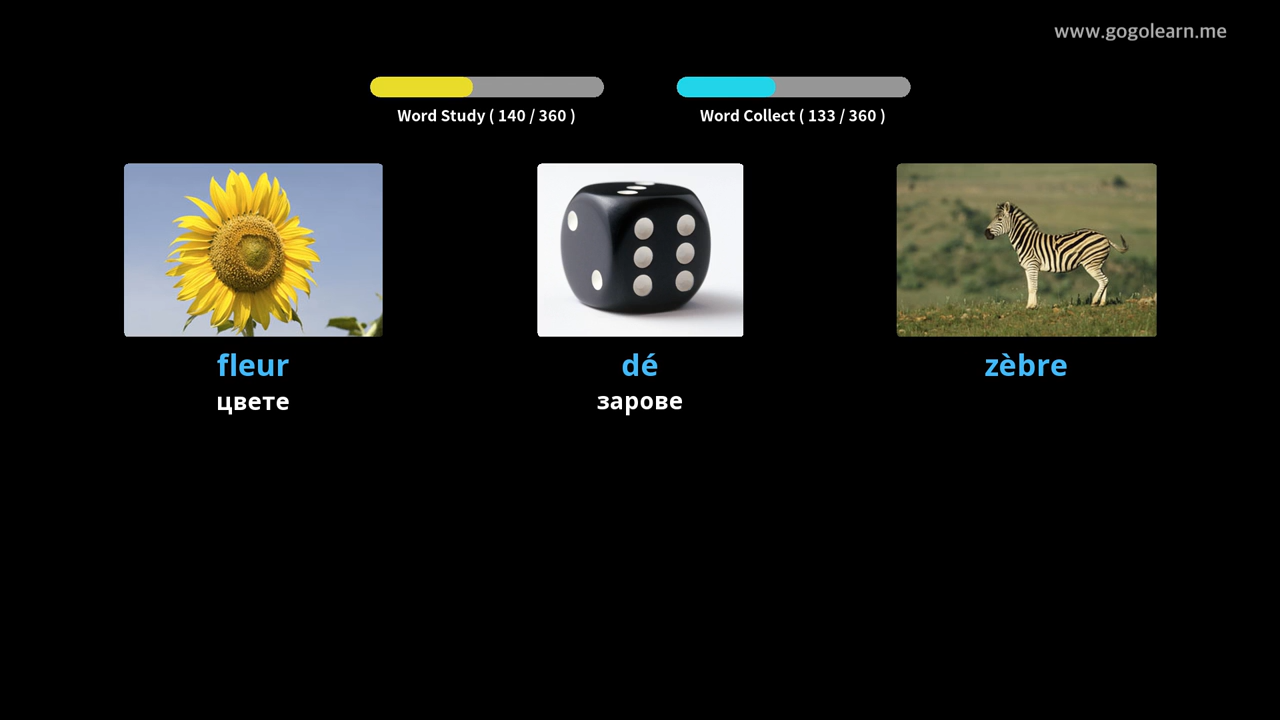 www.gogolearn.me
Word Study ( 140 / 360 )
Word Collect ( 133 / 360 )
fleur
цвете
dé
зарове
zèbre